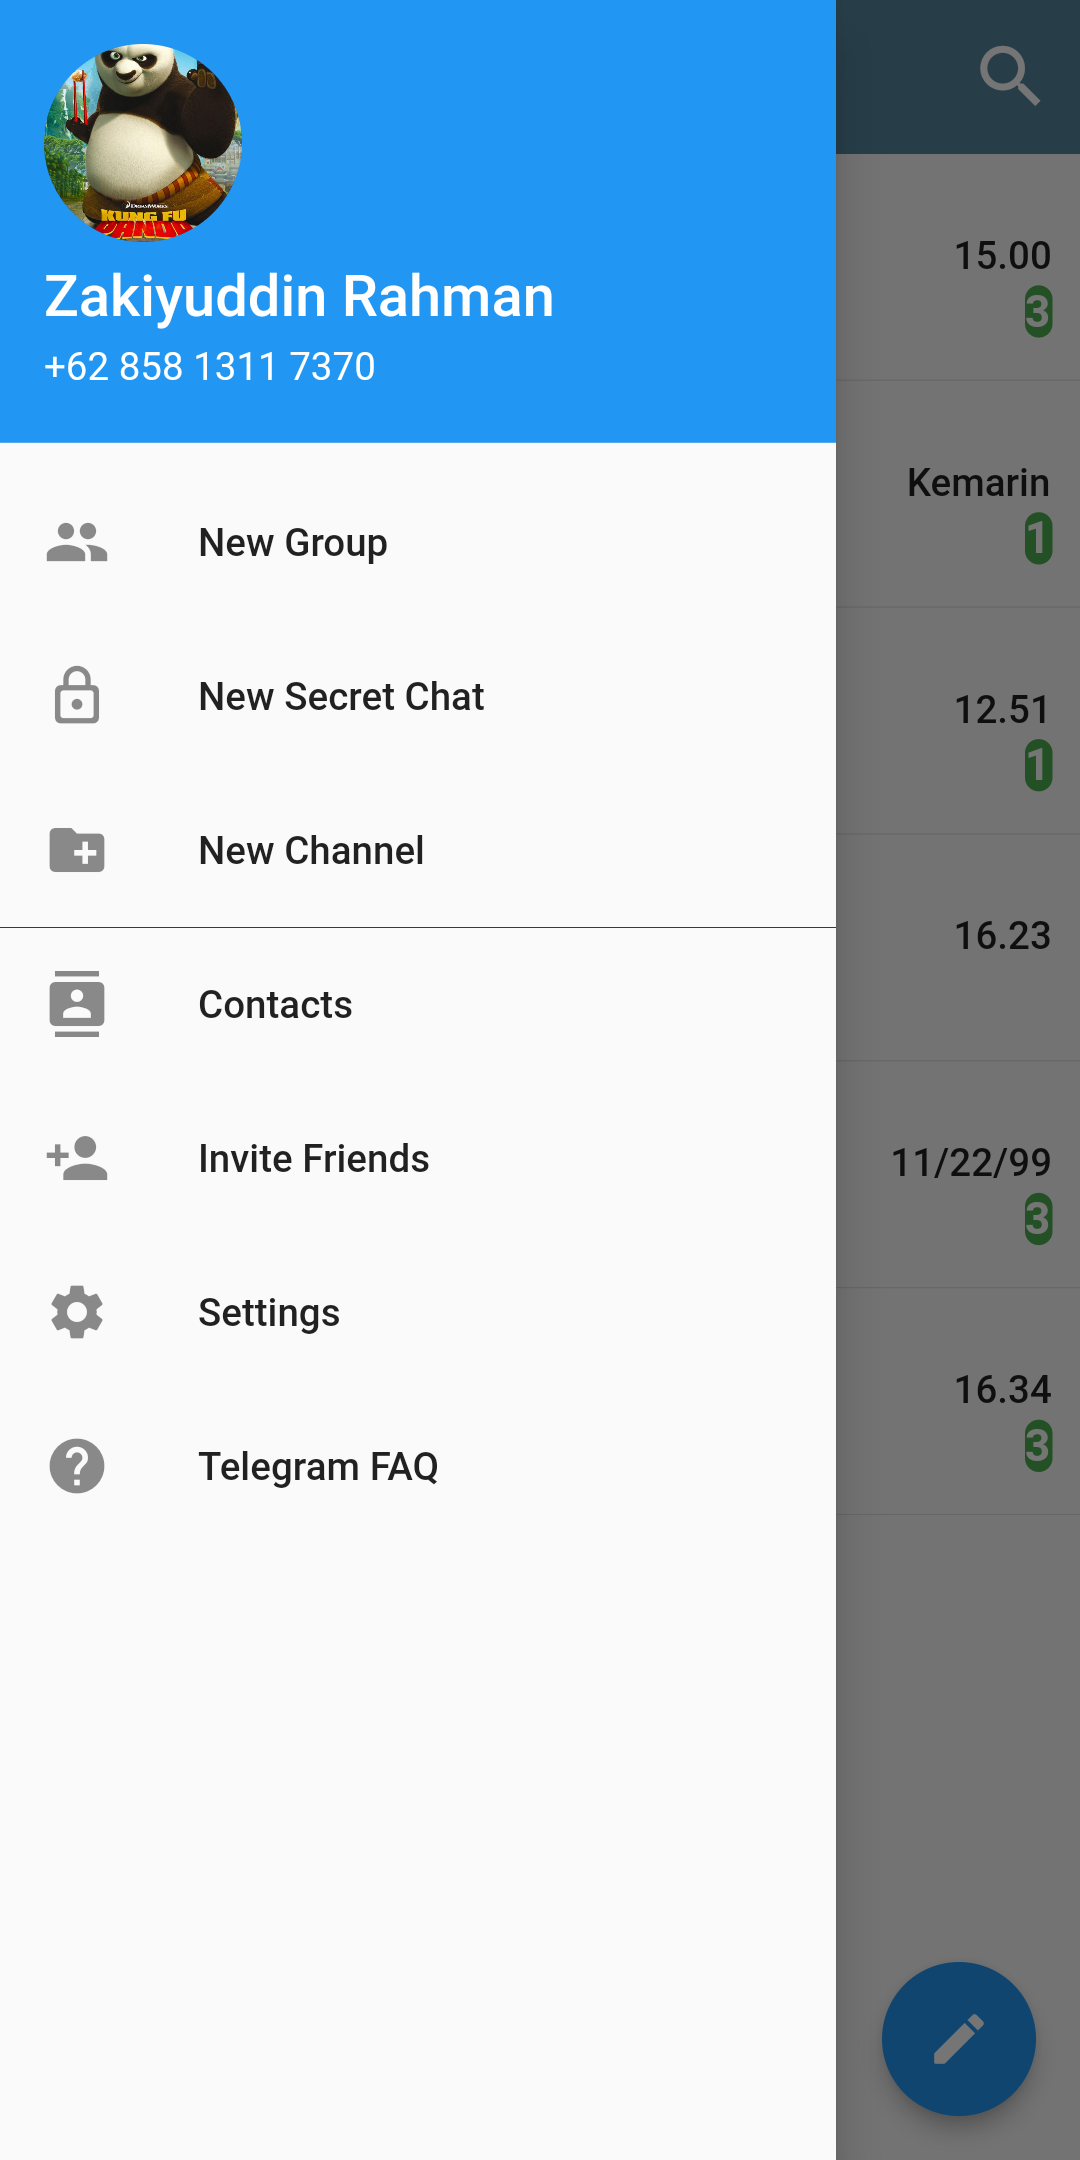 DREAMWORKS
KUNG FU
PANDA
Zakiyuddin Rahman
+62 858 1311 7370
New Group
New Secret Chat
New Channel
Contacts
Invite Friends
Settings
Telegram FAQ
15.00
3
Kemarin
1
12.51
1
16.23
11/22/99
3
16.34
3